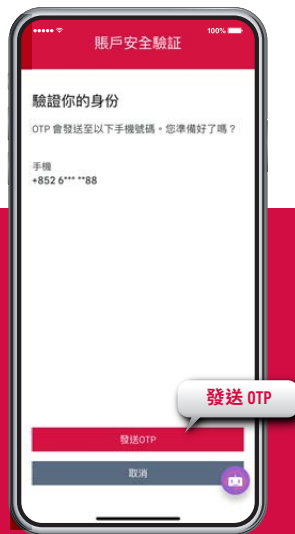 100%
賬戶安全驗証
驗證你的身份
OTP 會發送至以下手機號碼。您準備好了嗎？
手機
+852 6*** **88
發送 OTP
發送OTP
取消